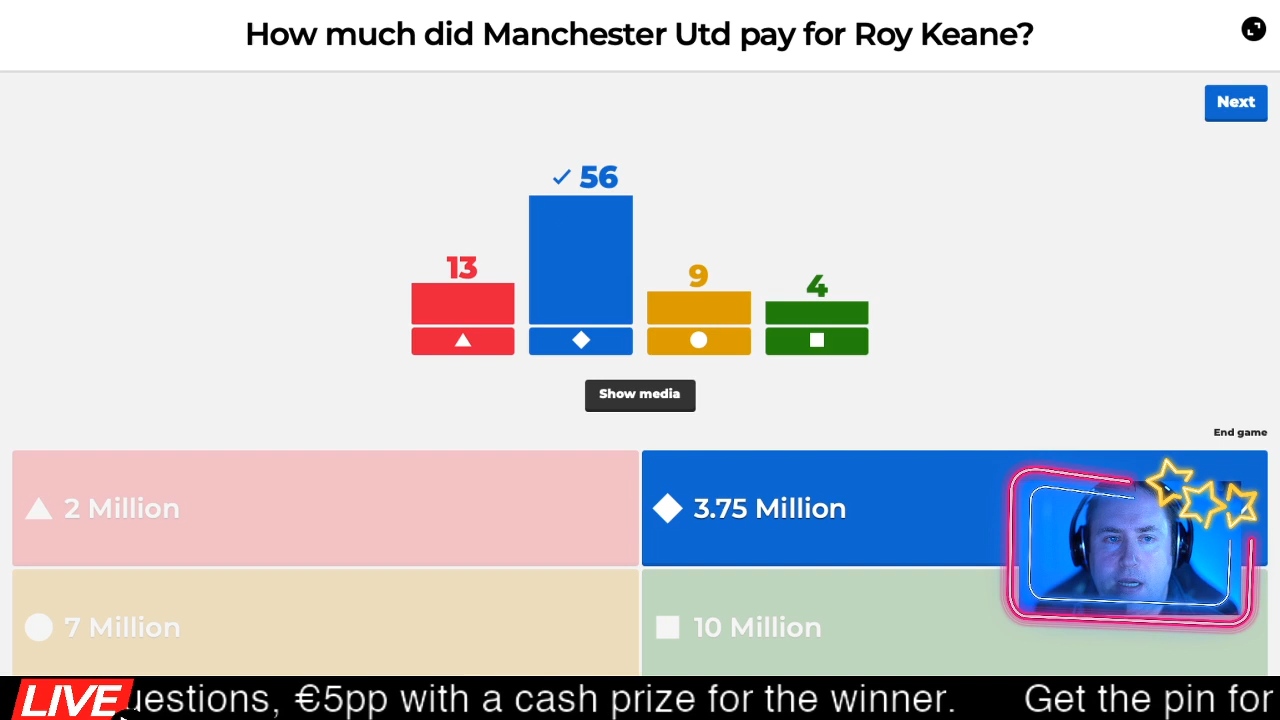 How much did Manchester Utd pay for Roy Keane?
Next
56
13
9
4
Show media
End game
2 Million
3.75 Million
7 Million
10 Million
LIVE
uestions, €5pp with a cash prize for the winner. Get the pin for